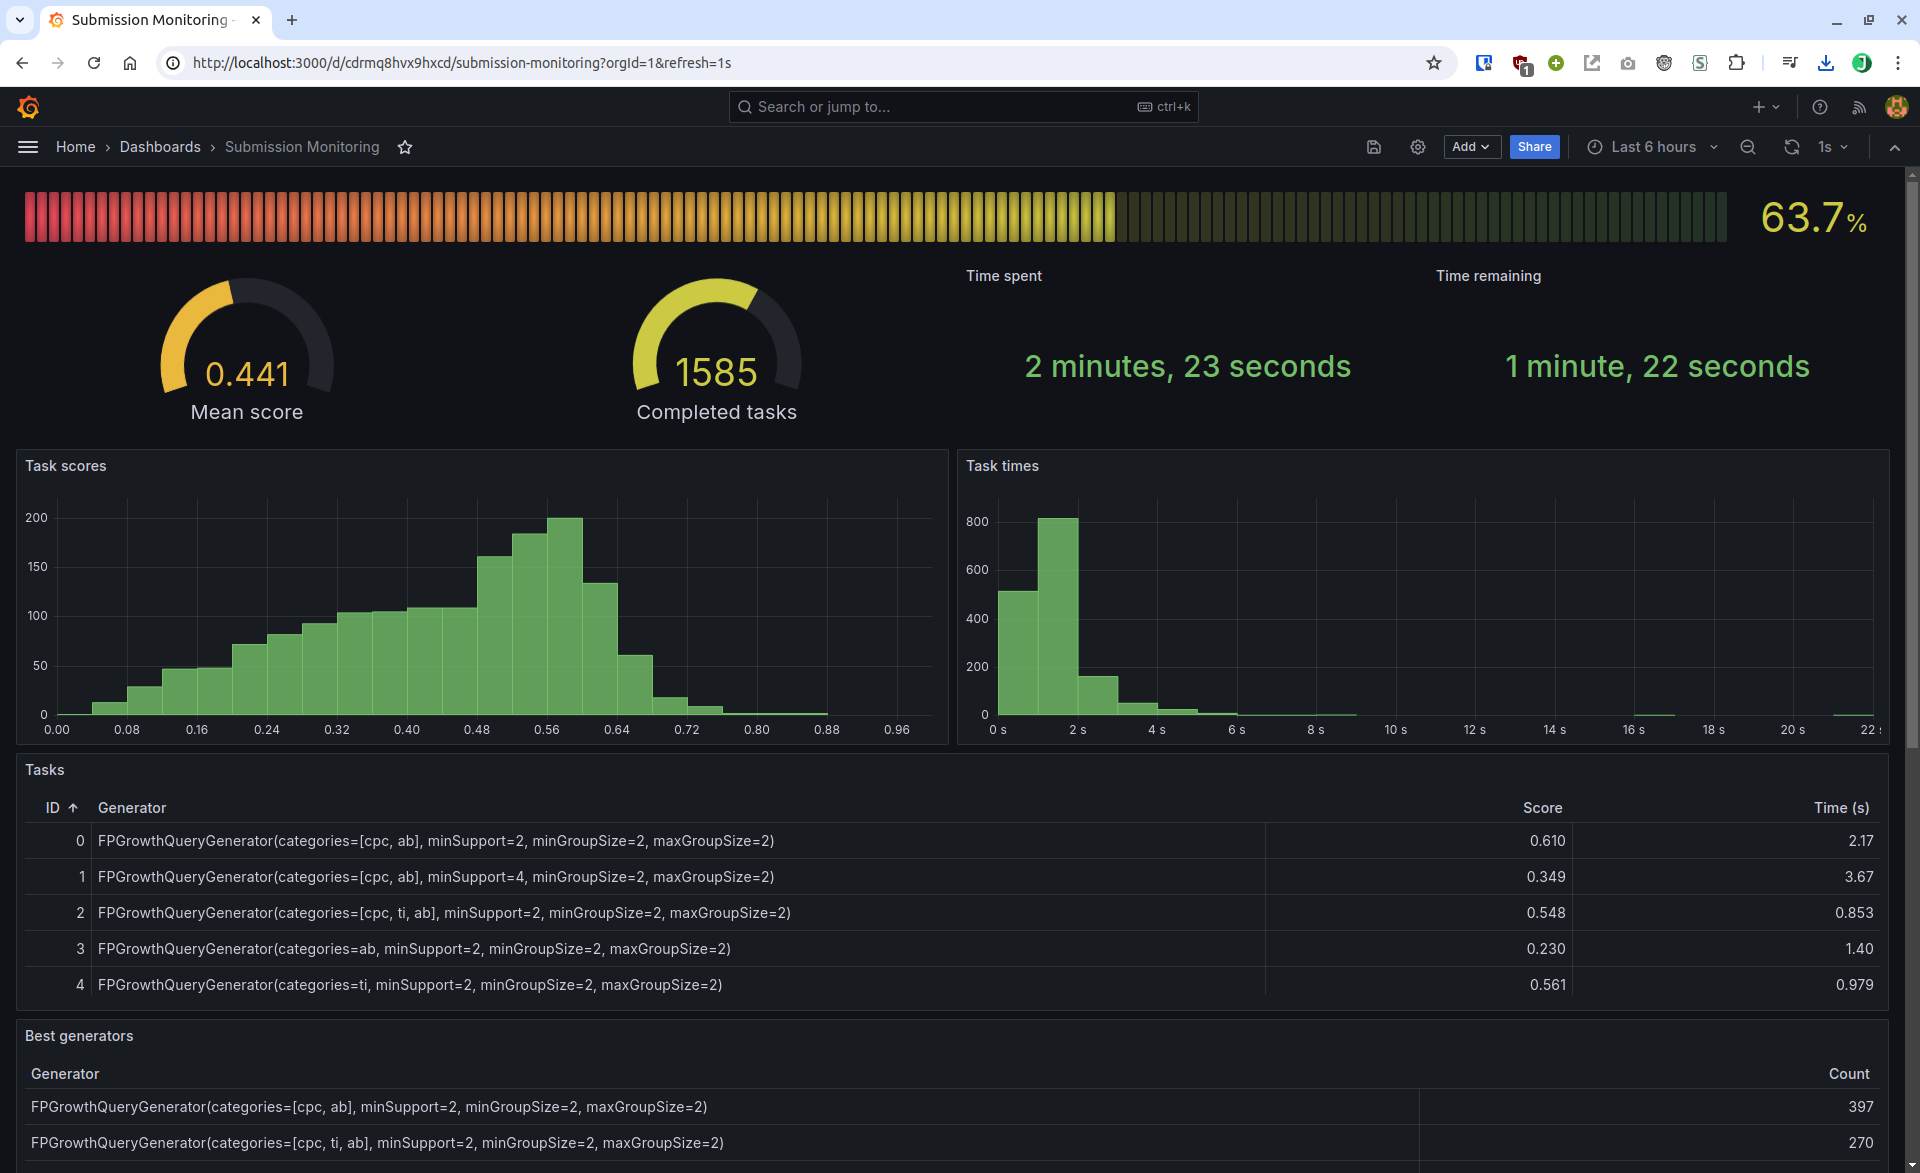 Submission Monitoring -
http://localhost:3000/d/cdrmq8hvx9hxcd/submission-monitoring?orgId=1&refresh=1s
1
Search or jump to...
ctrl+k
Home › Dashboards › Submission Monitoring
Add
Share
Last 6 hours
1s
63.7%
0.441
Mean score
1585
Completed tasks
Time spent
2 minutes, 23 seconds
Time remaining
1 minute, 22 seconds
Task scores
200
150
100
50
0
0.00 0.08 0.16 0.24 0.32 0.40 0.48 0.56 0.64 0.72 0.80 0.88 0.96
Task times
800
600
400
200
0
0 s 2 s 4 s 6 s 8 s 10 s 12 s 14 s 16 s 18 s 20 s 22
Tasks
ID Generator Score Time (s)
0 FPGrowthQueryGenerator(categories=[cpc, ab], minSupport=2, minGroupSize=2, maxGroupSize=2) 0.610 2.17
1 FPGrowthQueryGenerator(categories=[cpc, ab], minSupport=4, minGroupSize=2, maxGroupSize=2) 0.349 3.67
2 FPGrowthQueryGenerator(categories=[cpc, ti, ab], minSupport=2, minGroupSize=2, maxGroupSize=2) 0.548 0.853
3 FPGrowthQueryGenerator(categories=ab, minSupport=2, minGroupSize=2, maxGroupSize=2) 0.230 1.40
4 FPGrowthQueryGenerator(categories=ti, minSupport=2, minGroupSize=2, maxGroupSize=2) 0.561 0.979
Best generators
Generator Count
FPGrowthQueryGenerator(categories=[cpc, ab], minSupport=2, minGroupSize=2, maxGroupSize=2) 397
FPGrowthQueryGenerator(categories=[cpc, ti, ab], minSupport=2, minGroupSize=2, maxGroupSize=2) 270